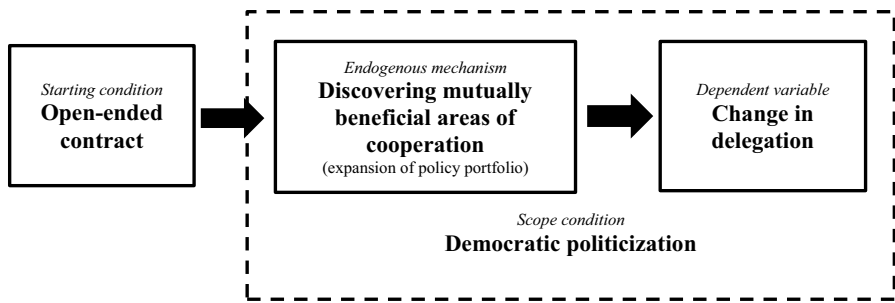 Starting condition
Open-ended
contract
Endogenous mechanism
Discovering mutually
beneficial areas of
cooperation
(expansion of policy portfolio)
Dependent variable
Change in
delegation
Scope condition
Democratic politicization